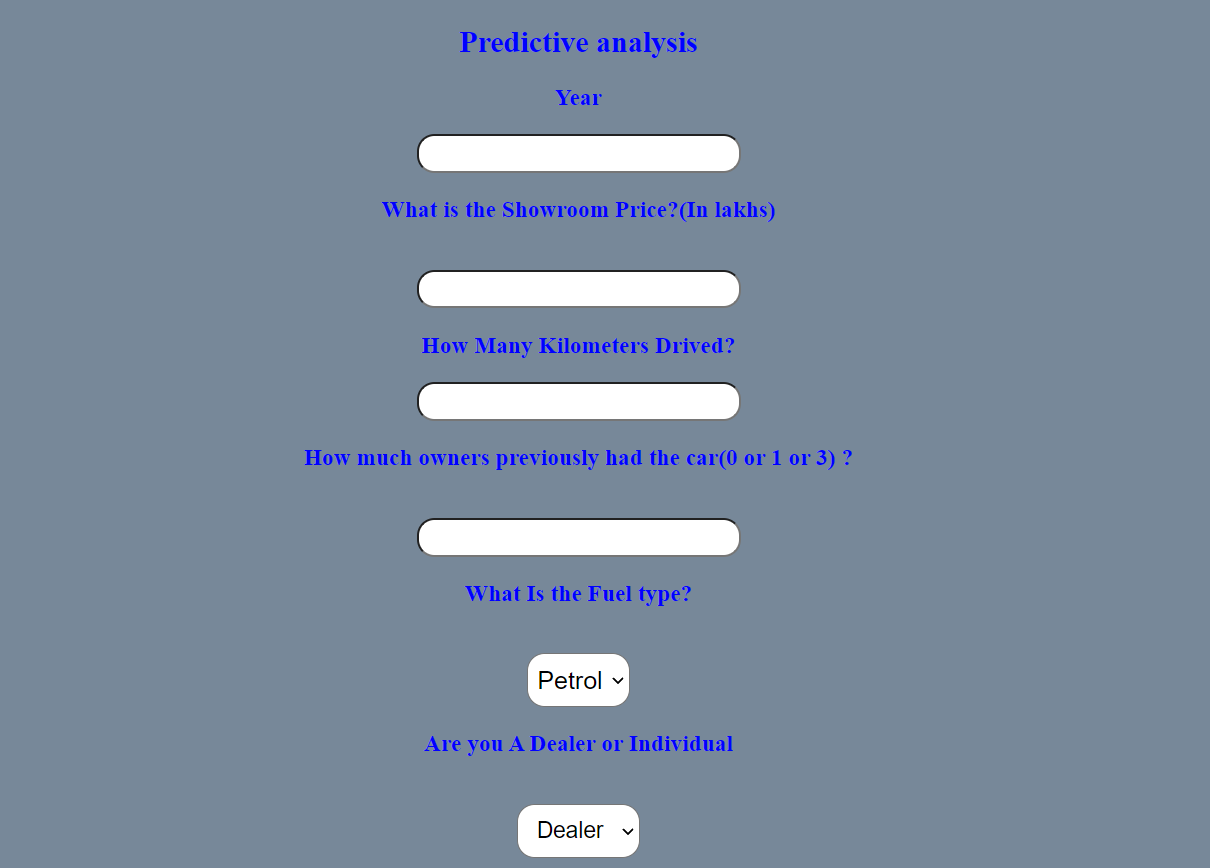 Predictive analysis
Year
What is the Showroom Price?(In lakhs)
How Many Kilometers Drived?
How much owners previously had the car(0 or 1 or 3) ?
What Is the Fuel type?
Petrol
Are you A Dealer or Individual
Dealer